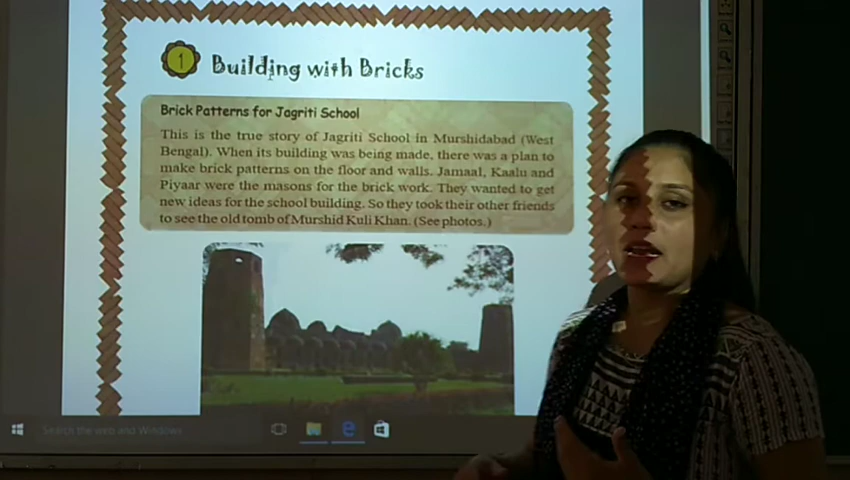 1
Building with Bricks
Brick Patterns for Jagriti School
This is the true story of Jagriti School in Murshidabad (West
Bengal). When its building was being made, there was a plan to
make brick patterns on the floor and walls. Jamaal, Kaalu and
Piyaar were the masons for the brick work. They wanted to get
new ideas for the school building. So they took their other friends
to see the old tomb of Murshid Kuli Khan. (See photos.)
Search the web and Windows